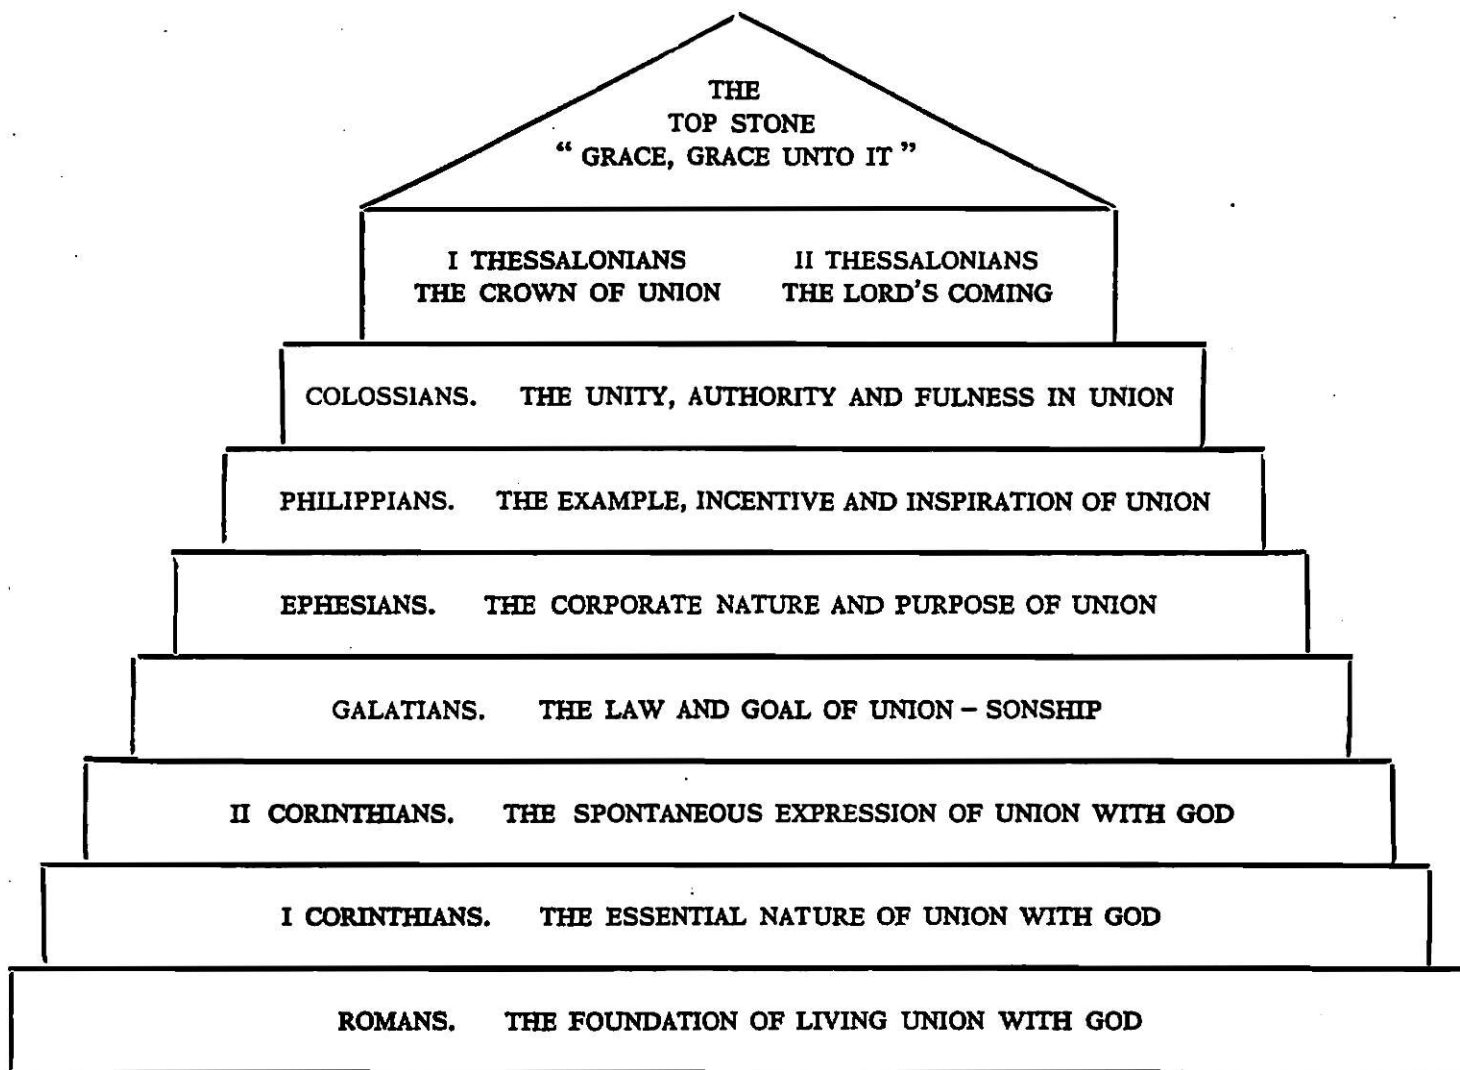 THE
TOP STONE
“ GRACE, GRACE UNTO IT ”
I THESSALONIANS II THESSALONIANS
THE CROWN OF UNION THE LORD’S COMING
COLOSSIANS. THE UNITY, AUTHORITY AND FULNESS IN UNION
PHILIPPIANS. THE EXAMPLE, INCENTIVE AND INSPIRATION OF UNION
EPHESIANS. THE CORPORATE NATURE AND PURPOSE OF UNION
GALATIANS. THE LAW AND GOAL OF UNION – SONSHIP
II CORINTHIANS. THE SPONTANEOUS EXPRESSION OF UNION WITH GOD
I CORINTHIANS. THE ESSENTIAL NATURE OF UNION WITH GOD
ROMANS. THE FOUNDATION OF LIVING UNION WITH GOD